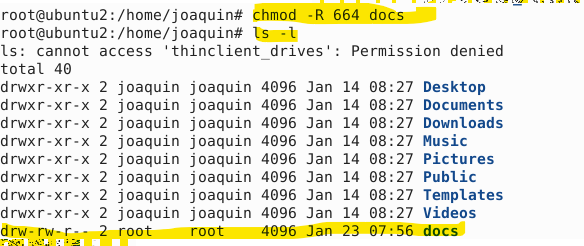 root@ubuntu2:/home/joaquin# chmod -R 664 docs
root@ubuntu2:/home/joaquin# ls -l
ls: cannot access 'thinclient_drives': Permission denied
total 40
drwxr-xr-x 2 joaquin joaquin 4096 Jan 14 08:27 Desktop
drwxr-xr-x 2 joaquin joaquin 4096 Jan 14 08:27 Documents
drwxr-xr-x 2 joaquin joaquin 4096 Jan 14 08:27 Downloads
drwxr-xr-x 2 joaquin joaquin 4096 Jan 14 08:27 Music
drwxr-xr-x 2 joaquin joaquin 4096 Jan 14 08:27 Pictures
drwxr-xr-x 2 joaquin joaquin 4096 Jan 14 08:27 Public
drwxr-xr-x 2 joaquin joaquin 4096 Jan 14 08:27 Templates
drwxr-xr-x 2 joaquin joaquin 4096 Jan 14 08:27 Videos
drw-rw-r-- 2 root    root    4096 Jan 23 07:56 docs